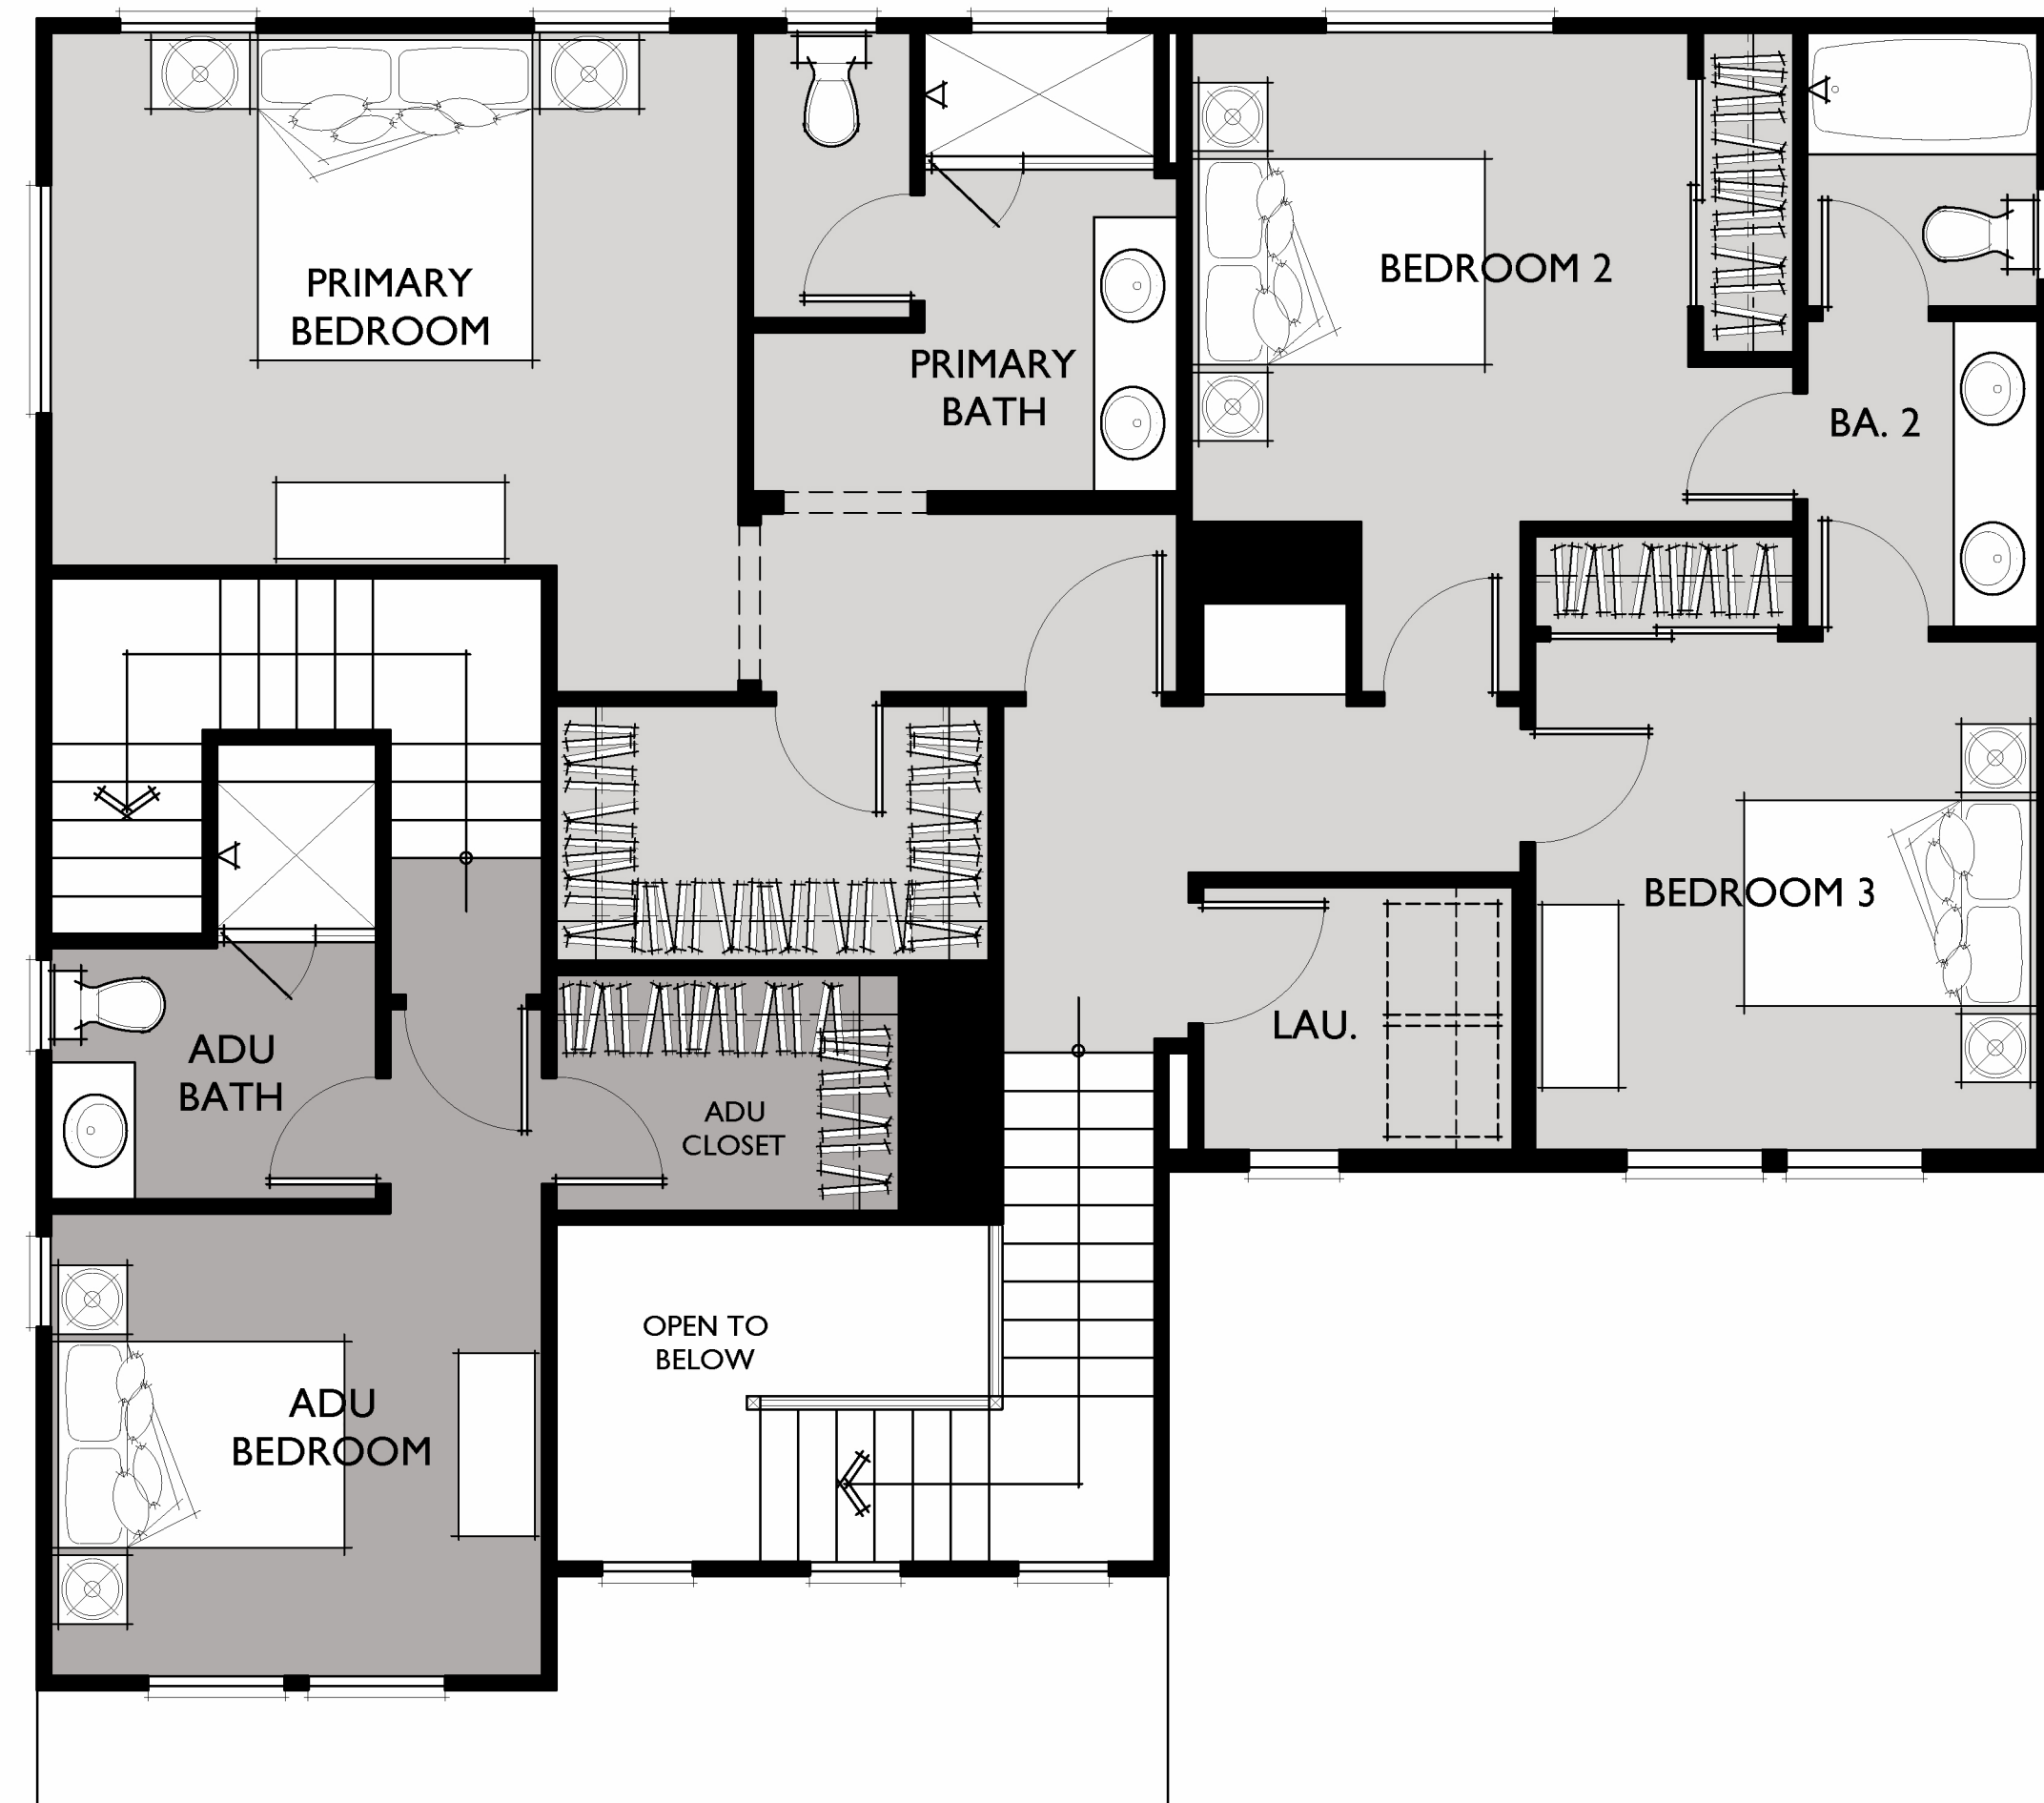 PRIMARY
BEDROOM
PRIMARY
BATH
BEDROOM 2
BA. 2
BEDROOM 3
LAU.
ADU
BATH
ADU
CLOSET
OPEN TO
BELOW
ADU
BEDROOM